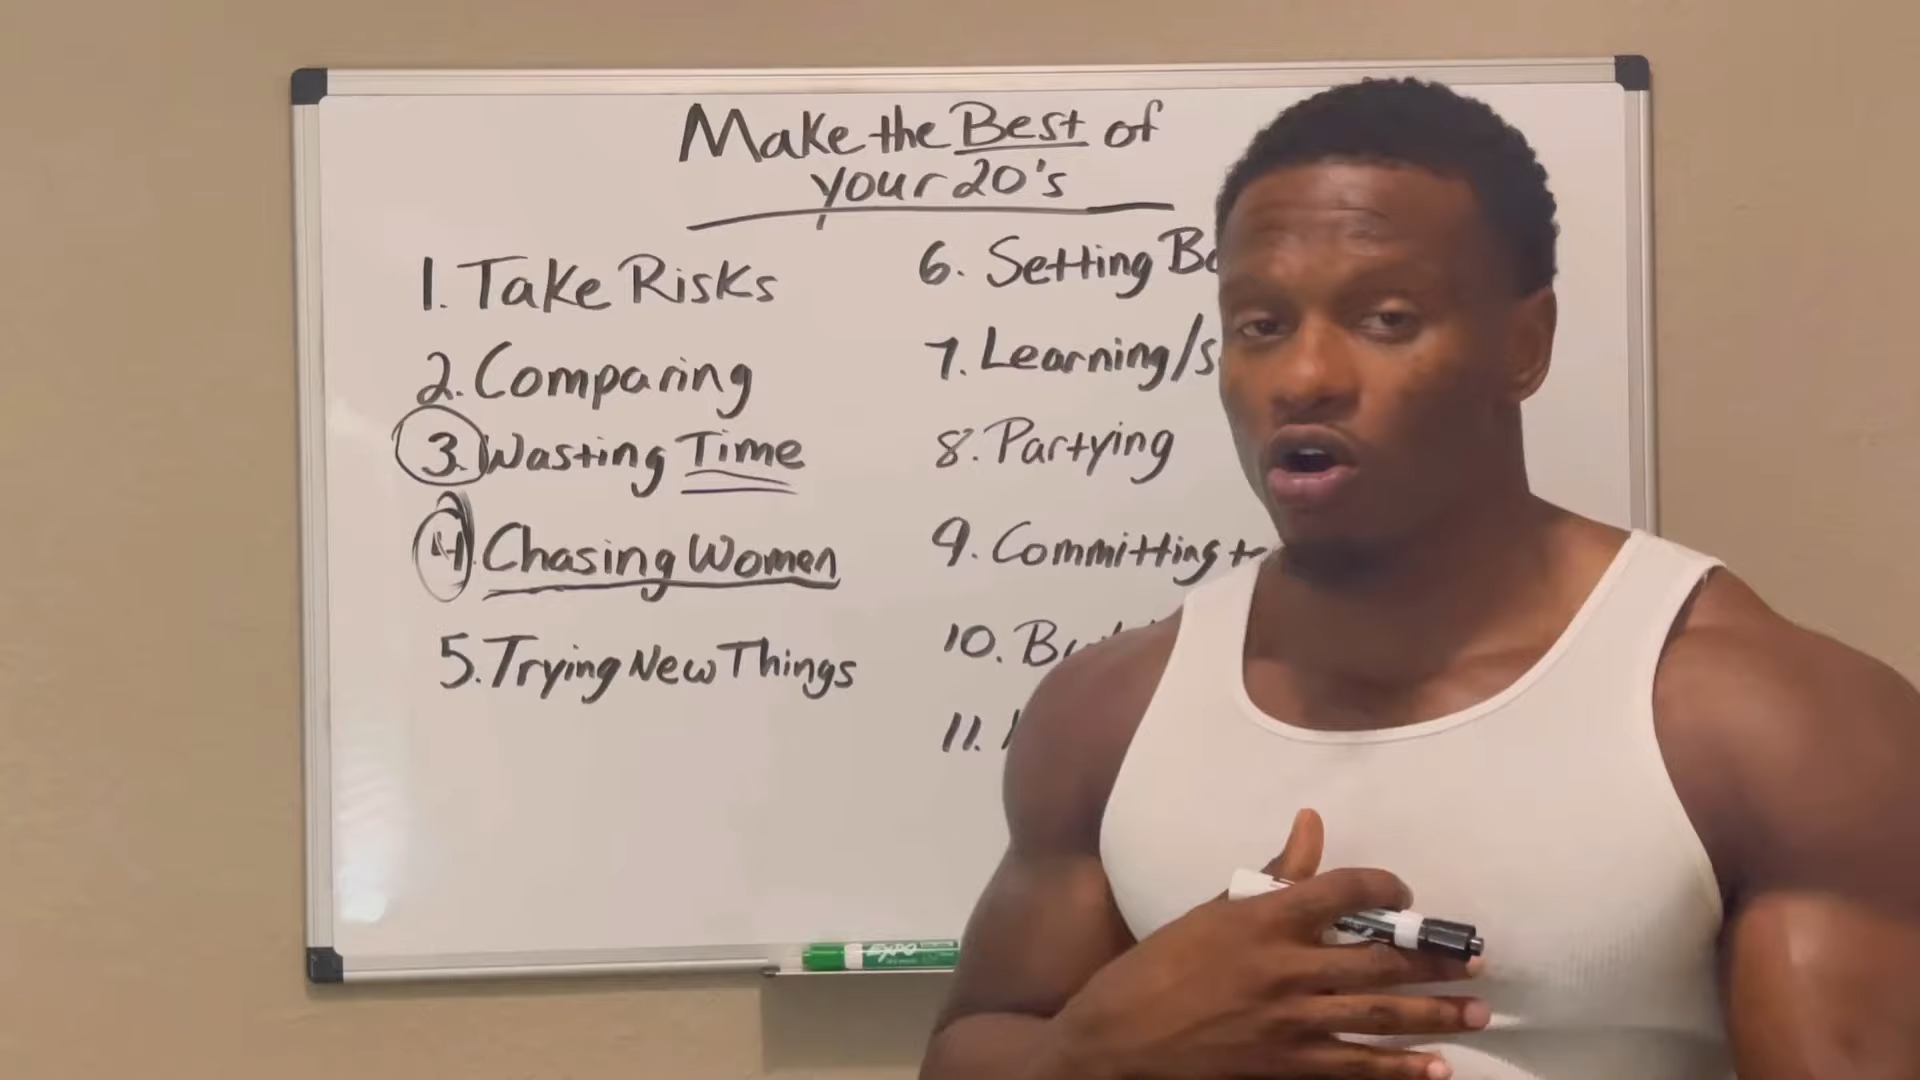 Make the Best of
your 20's
1. Take Risks
2. Comparing
3. Wasting Time
4. Chasing Women
5. Trying New Things
6. Setting
7. Learning/
8. Partying
9. Committing
10.
11.
EXPO